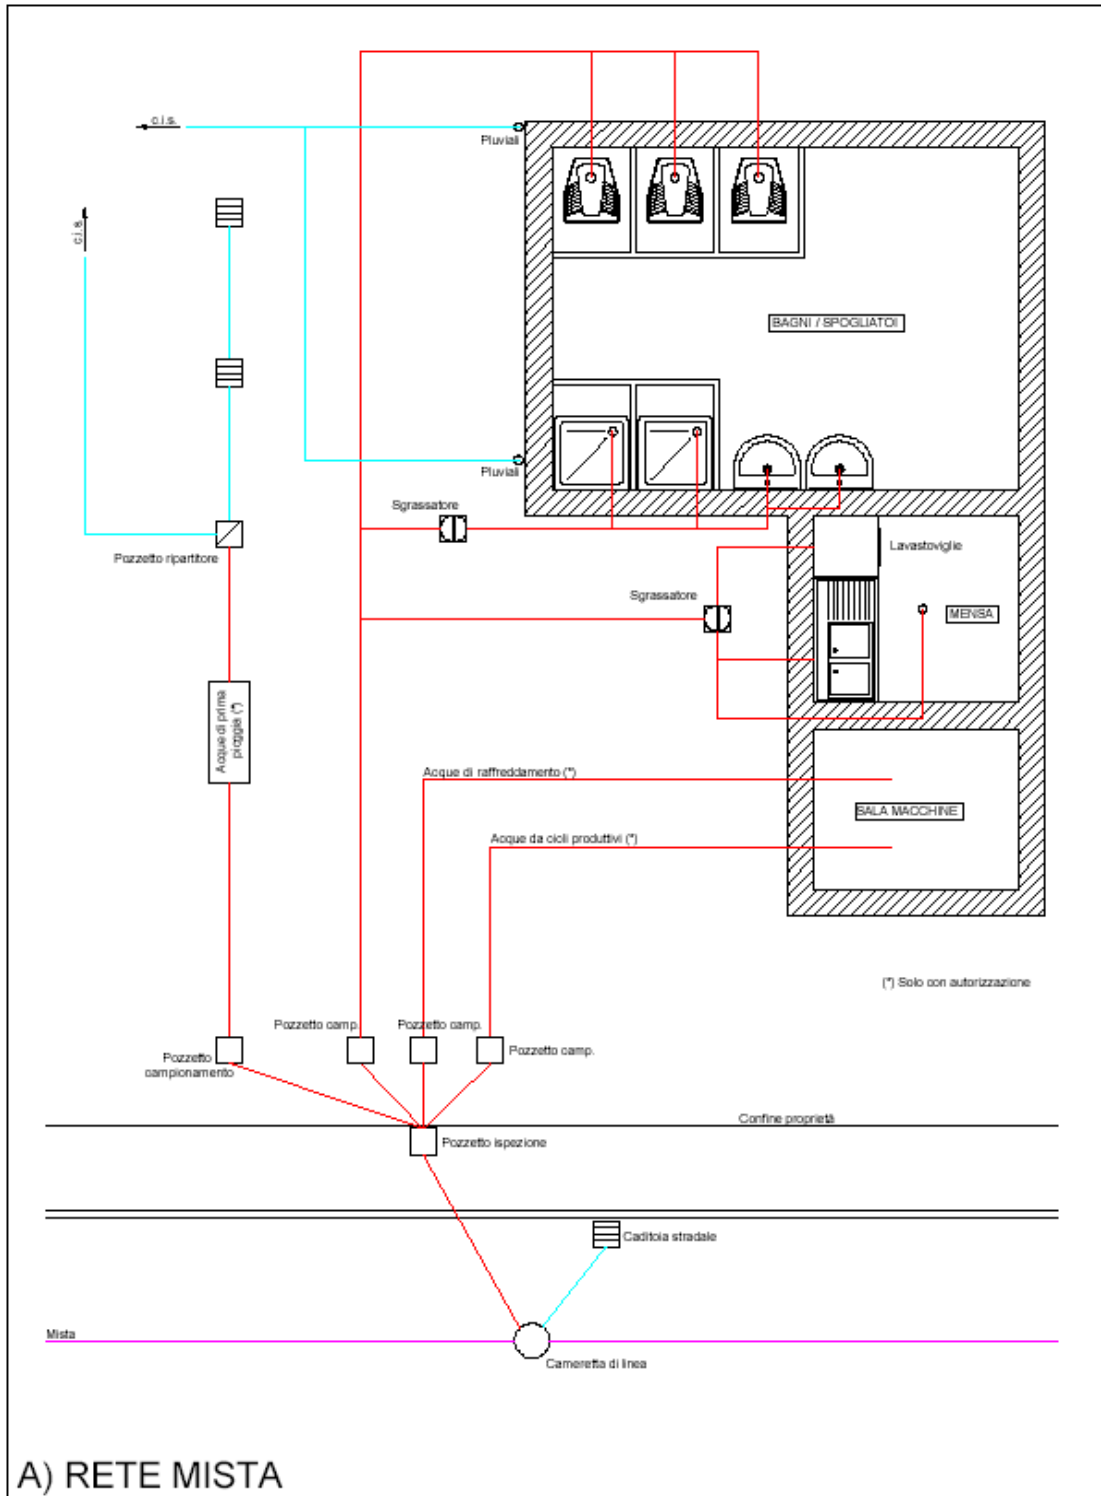 c.i.s.
Pluviali
c.i.s.
BAGNI / SPOGLIATOI
Pluviali
Sgrassatore
Pozzetto ripartitore
Lavastoviglie
Sgrassatore
MENSA
Acque di prima
pioggia (*)
Acque di raffreddamento (*)
SALA MACCHINE
Acque da cicli produttivi (*)
(*) Solo con autorizzazione
Pozzetto camp.
Pozzetto camp.
Pozzetto camp.
Pozzetto
campionamento
Confine proprietà
Pozzetto ispezione
Caditoia stradale
Mista
Cameretta di linea
A) RETE MISTA